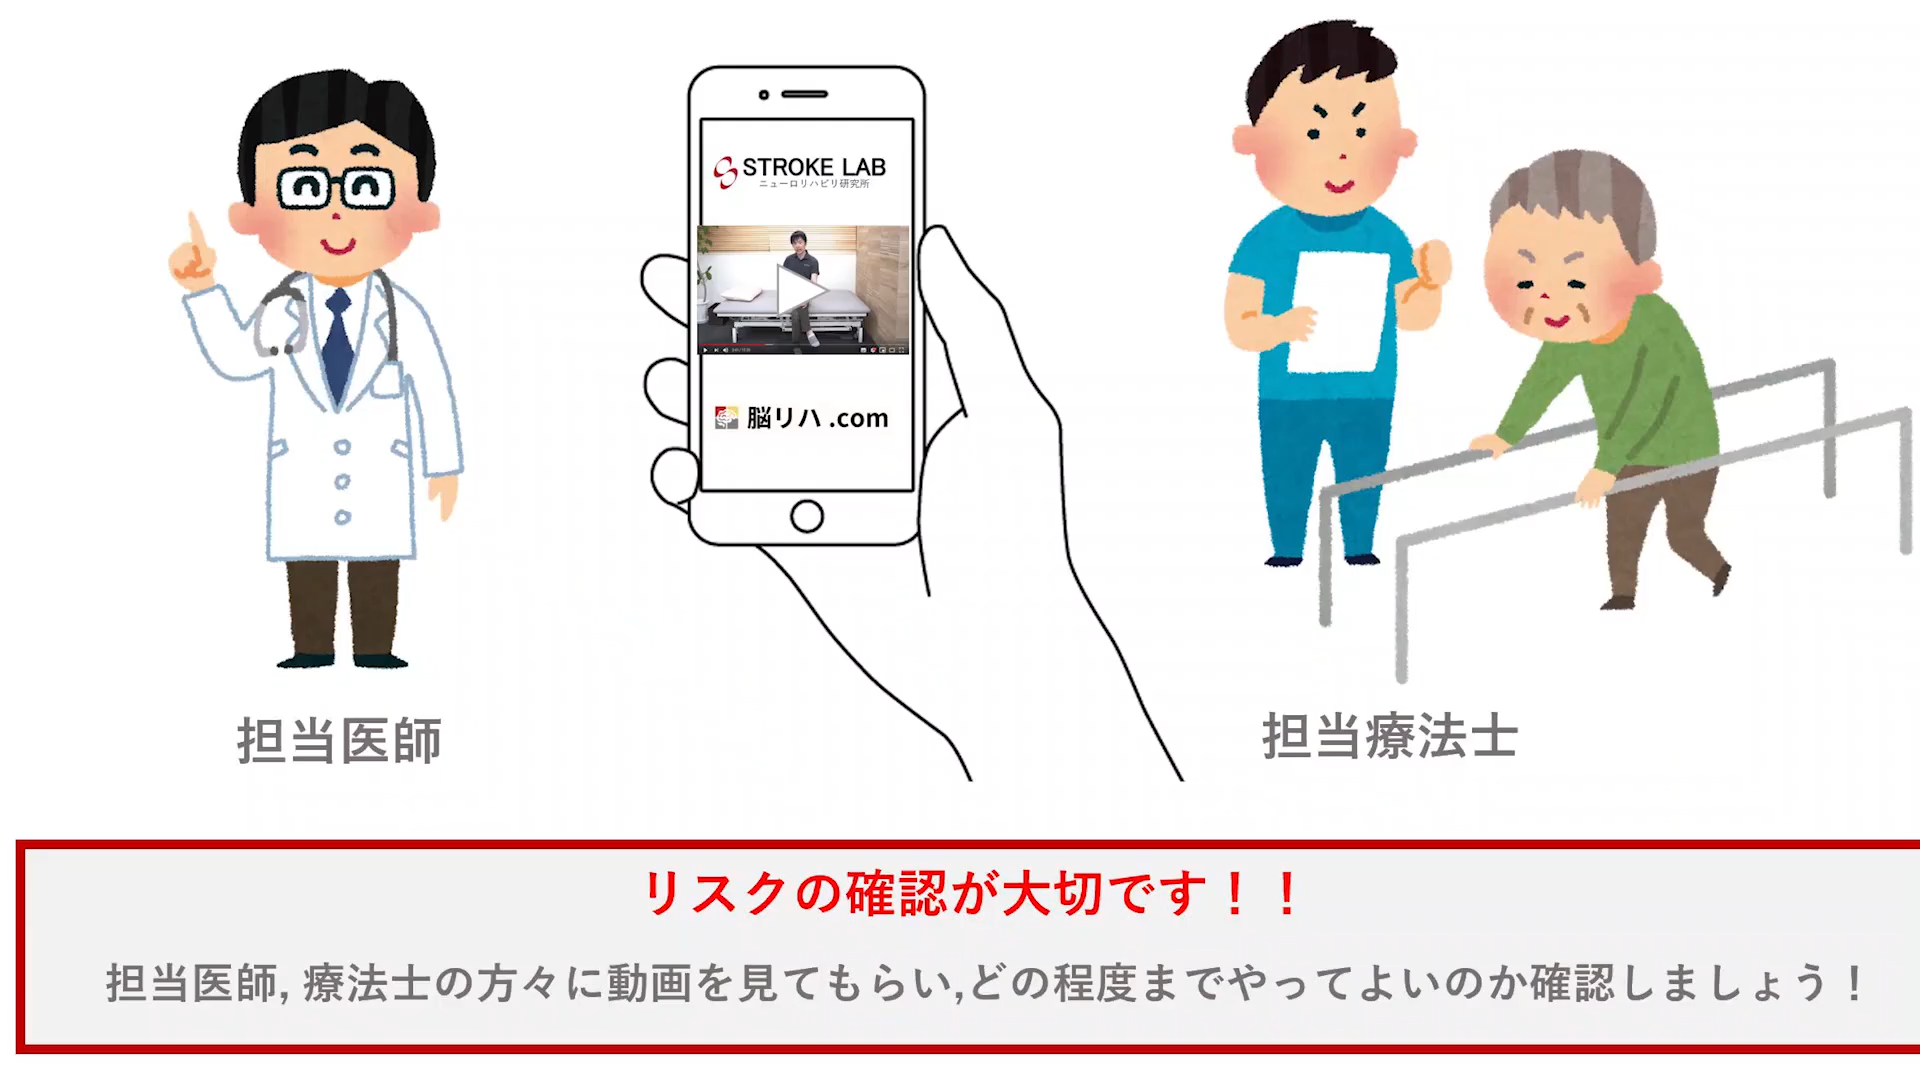 STROKE LAB
ニューロリハビリ研究所
脳リハ.com
担当医師
担当療法士
リスクの確認が大切です！！
担当医師,療法士の方々に動画を見てもらい,どの程度までやってよいのか確認しましょう！